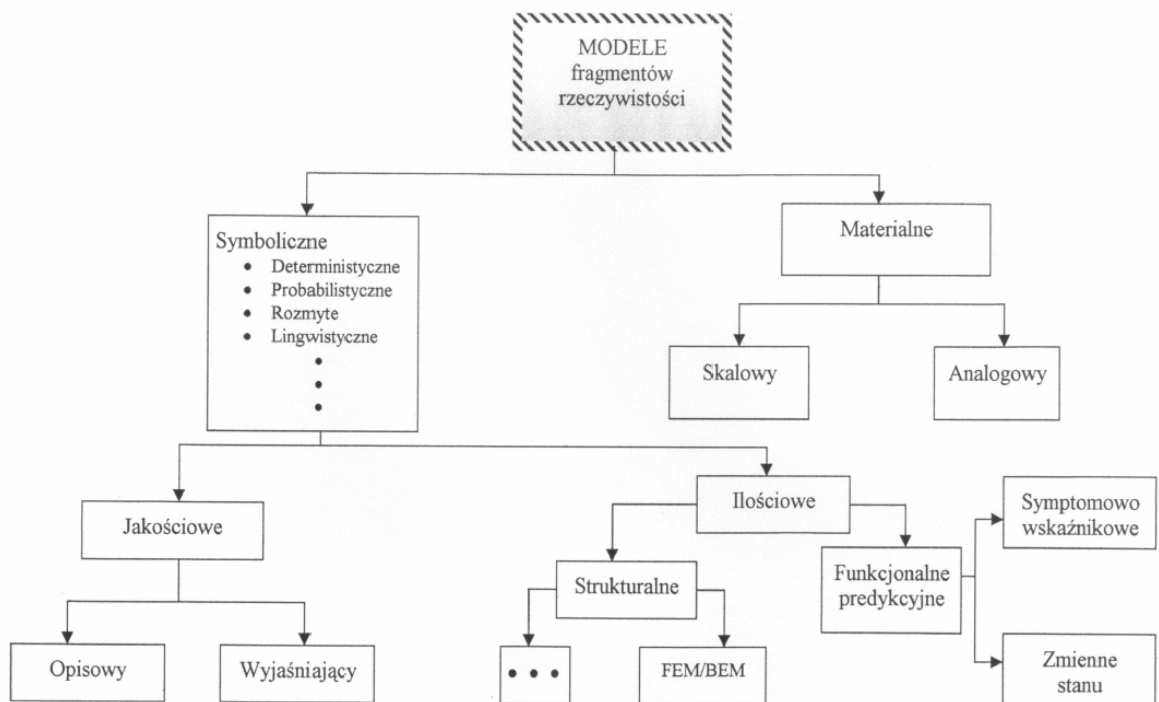 MODELE
fragmentów
rzeczywistości
Symboliczne
• Deterministyczne
• Probabilistyczne
• Rozmyte
• Lingwistyczne
•
•
•
Materialne
Skalowy
Analogowy
Jakościowe
Ilościowe
Symptomowo
wskaźnikowe
Strukturalne
Funkcjonalne
predykcyjne
Opisowy
Wyjaśniający
• • •
FEM/BEM
Zmienne
stanu